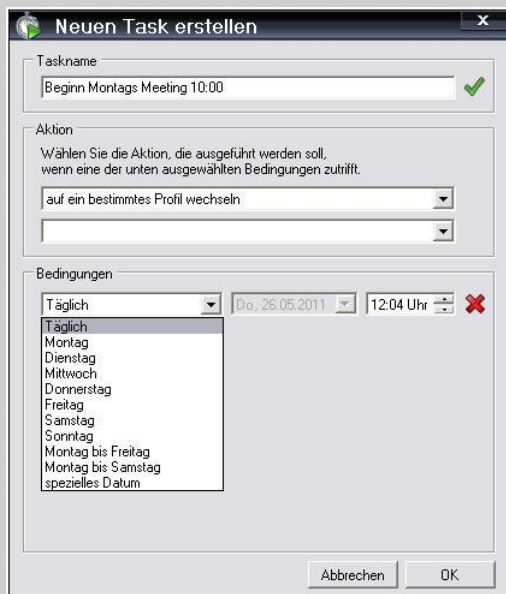 Neuen Task erstellen
x
Taskname
Beginn Montags Meeting 10:00
Aktion
Wählen Sie die Aktion, die ausgeführt werden soll,
wenn eine der unten ausgewählten Bedingungen zutrifft.
auf ein bestimmtes Profil wechseln
Bedingungen
Täglich Do, 26.05.2011 12:04 Uhr
Täglich
Montag
Dienstag
Mittwoch
Donnerstag
Freitag
Samstag
Sonntag
Montag bis Freitag
Montag bis Samstag
spezielles Datum
Abbrechen OK